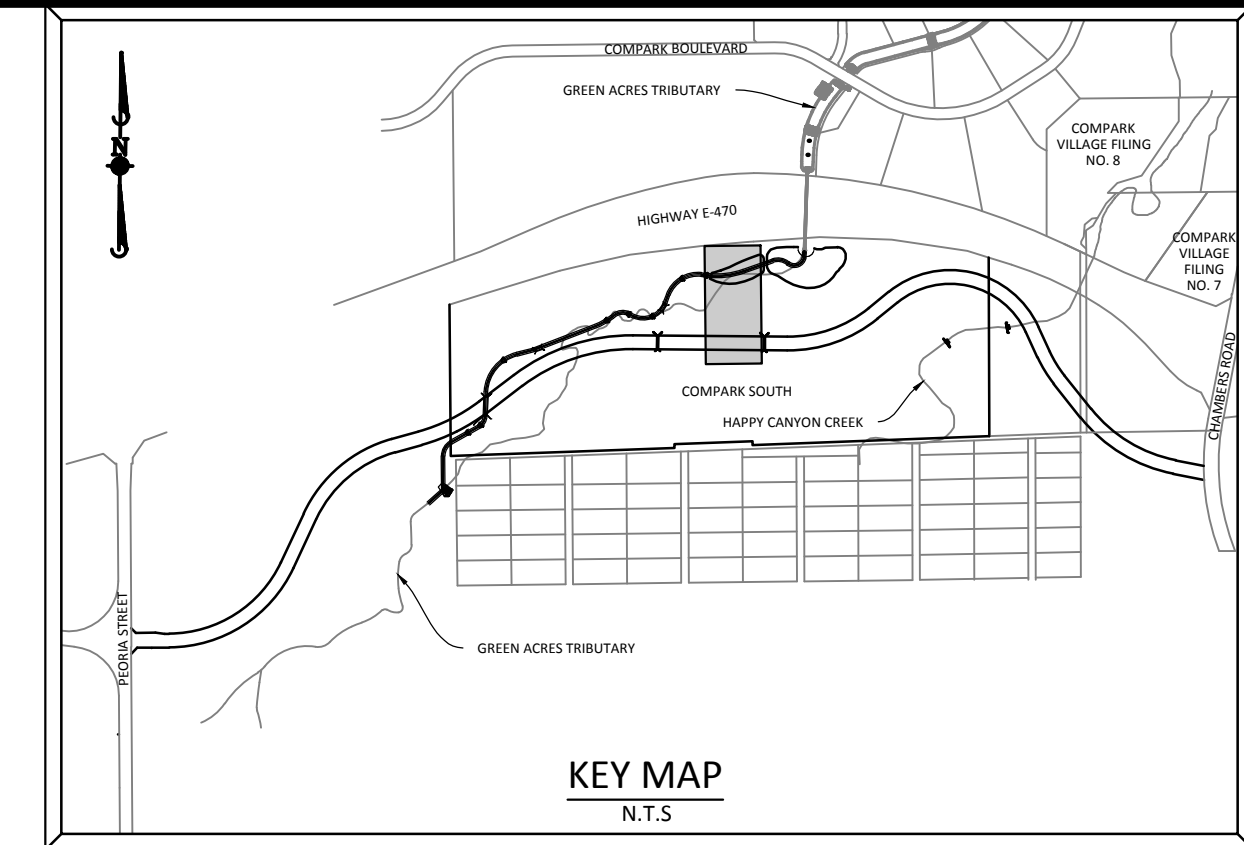 COMPARK BOULEVARD
GREEN ACRES TRIBUTARY
COMPARK
VILLAGE FILING
NO. 8
N
HIGHWAY E-470
COMPARK
VILLAGE
FILING
NO. 7
CHAMBERS ROAD
COMPARK SOUTH
HAPPY CANYON CREEK
PEORIA STREET
GREEN ACRES TRIBUTARY
KEY MAP
N.T.S